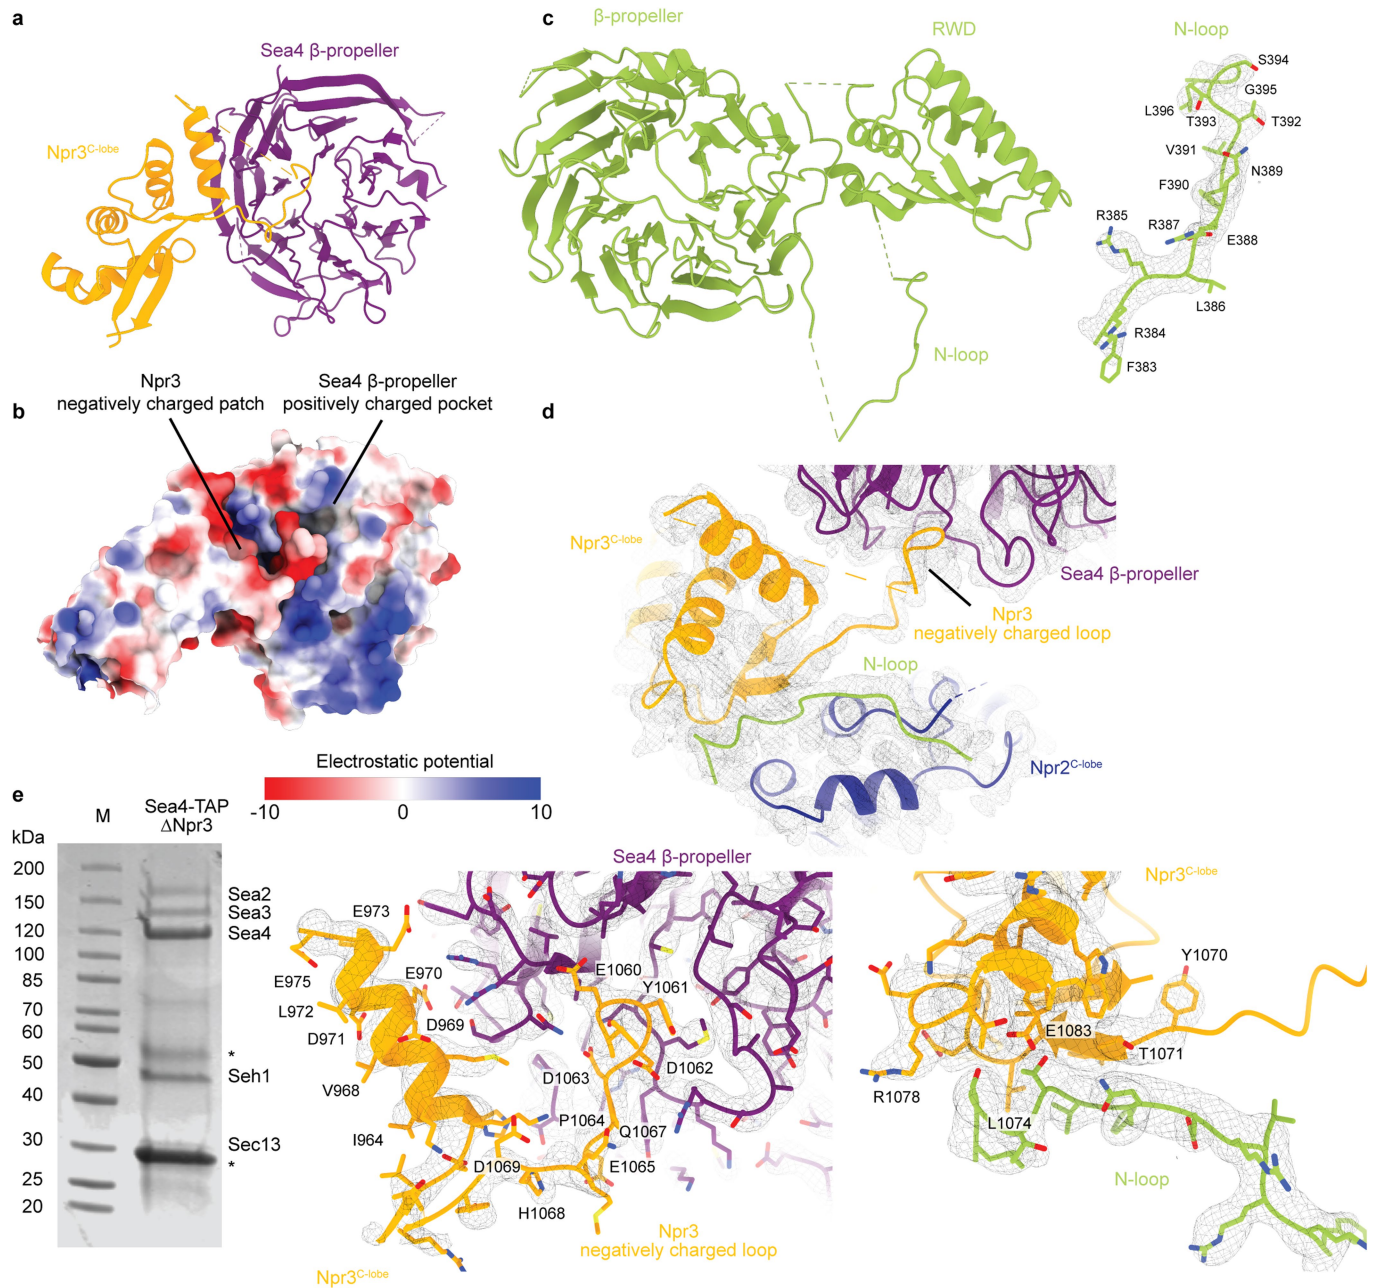 a
Sea4 β-propeller
Npr3C-lobe
b
Npr3
negatively charged patch
Sea4 β-propeller
positively charged pocket
Electrostatic potential
-10
0
10
c
β-propeller
RWD
N-loop
N-loop
S394
G395
L396
T393
T392
V391
N389
F390
R385
R387
E388
L386
R384
F383
d
Npr3C-lobe
Sea4 β-propeller
Npr3
negatively charged loop
N-loop
Npr2C-lobe
Sea4 β-propeller
E973
E970
E975
L972
D971
D969
V968
I964
E1060
Y1061
D1063
D1062
P1064
Q1067
D1069
E1065
H1068
Npr3
negatively charged loop
Npr3C-lobe
Npr3C-lobe
Y1070
E1083
T1071
R1078
L1074
N-loop
e
M
Sea4-TAP
ΔNpr3
kDa
200
150
120
100
85
70
60
50
40
30
25
20
Sea2
Sea3
Sea4
*
Seh1
Sec13
*